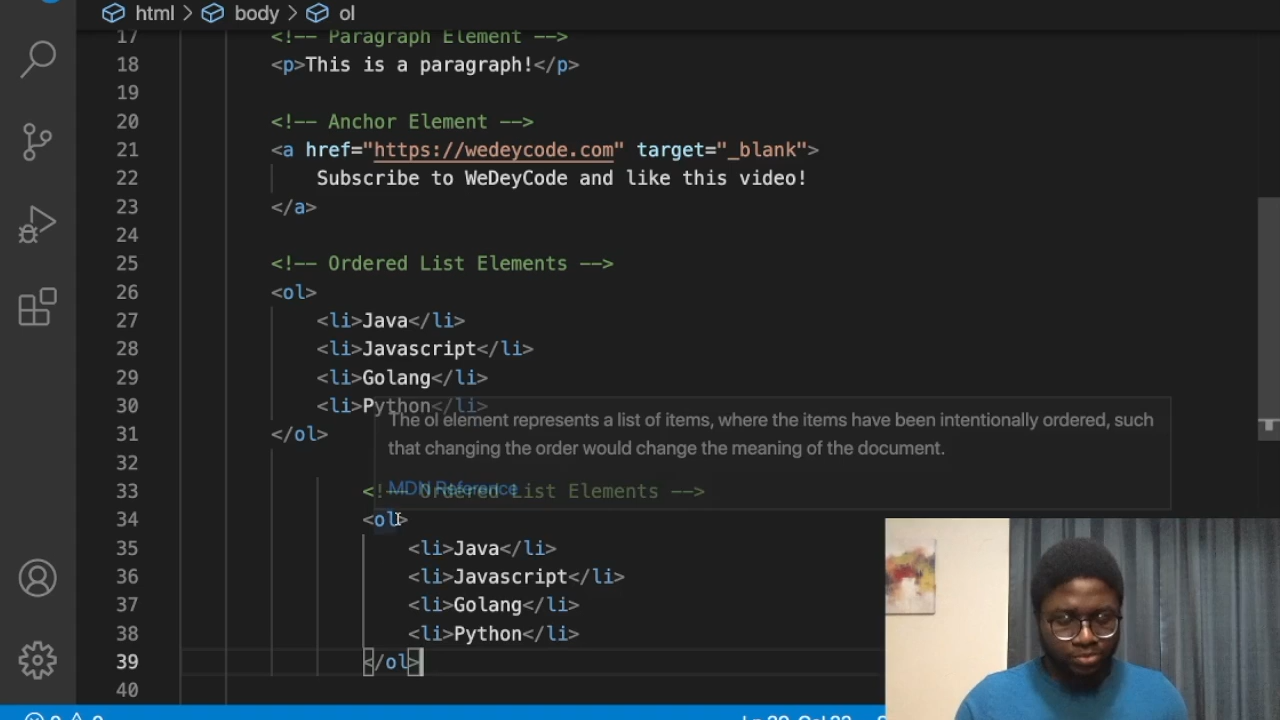 html > body > ol
17 <!-- Paragraph Element -->
18 <p>This is a paragraph!</p>
19
20 <!-- Anchor Element -->
21 <a href="https://wedeycode.com" target="_blank">
22 Subscribe to WeDeyCode and like this video!
23 </a>
24
25 <!-- Ordered List Elements -->
26 <ol>
27 <li>Java</li>
28 <li>Javascript</li>
29 <li>Golang</li>
30 <li>Python</li>
The ol element represents a list of items, where the items have been intentionally ordered, such
31 </ol>
that changing the order would change the meaning of the document.
32
MDN Reference
33 <!-- Ordered List Elements -->
34 <ol>
35 <li>Java</li>
36 <li>Javascript</li>
37 <li>Golang</li>
38 <li>Python</li>
39 </ol>
40